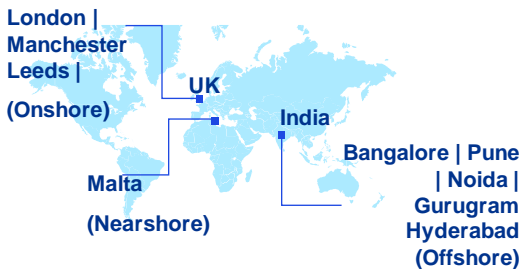 London |
Manchester
Leeds |
(Onshore)
UK
India
Malta
(Nearshore)
Bangalore | Pune
| Noida |
Gurugram
Hyderabad
(Offshore)